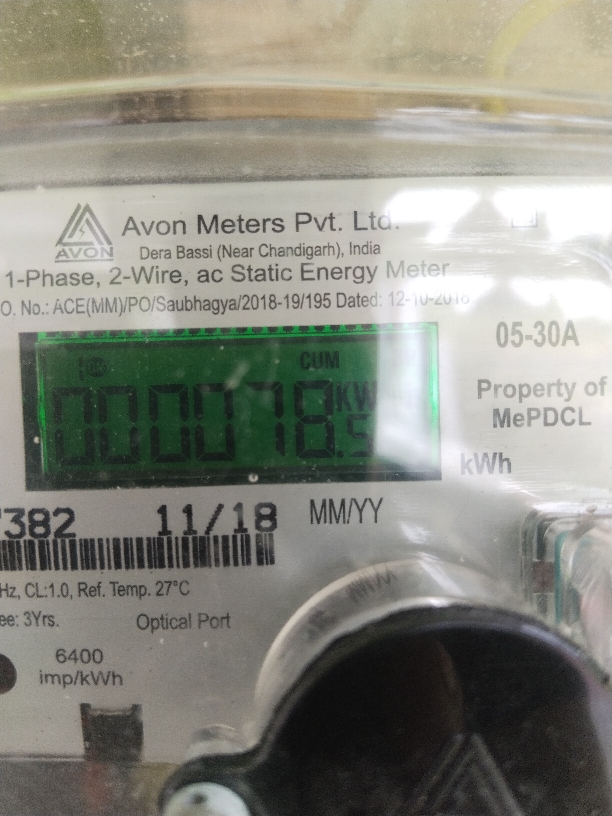 Avon Meters Pvt. Ltd.
AVON
Dera Bassi (Near Chandigarh), India
1-Phase, 2-Wire, ac Static Energy Meter
O. No.: ACE(MM)/PO/Saubhagya/2018-19/195 Dated: 12-10-2018
05-30A
CUM
000078.5 KW
Property of
MePDCL
kWh
7382 11/18 MM/YY
Hz, CL:1.0, Ref. Temp. 27°C
ee: 3Yrs. Optical Port
6400
imp/kWh
AVON